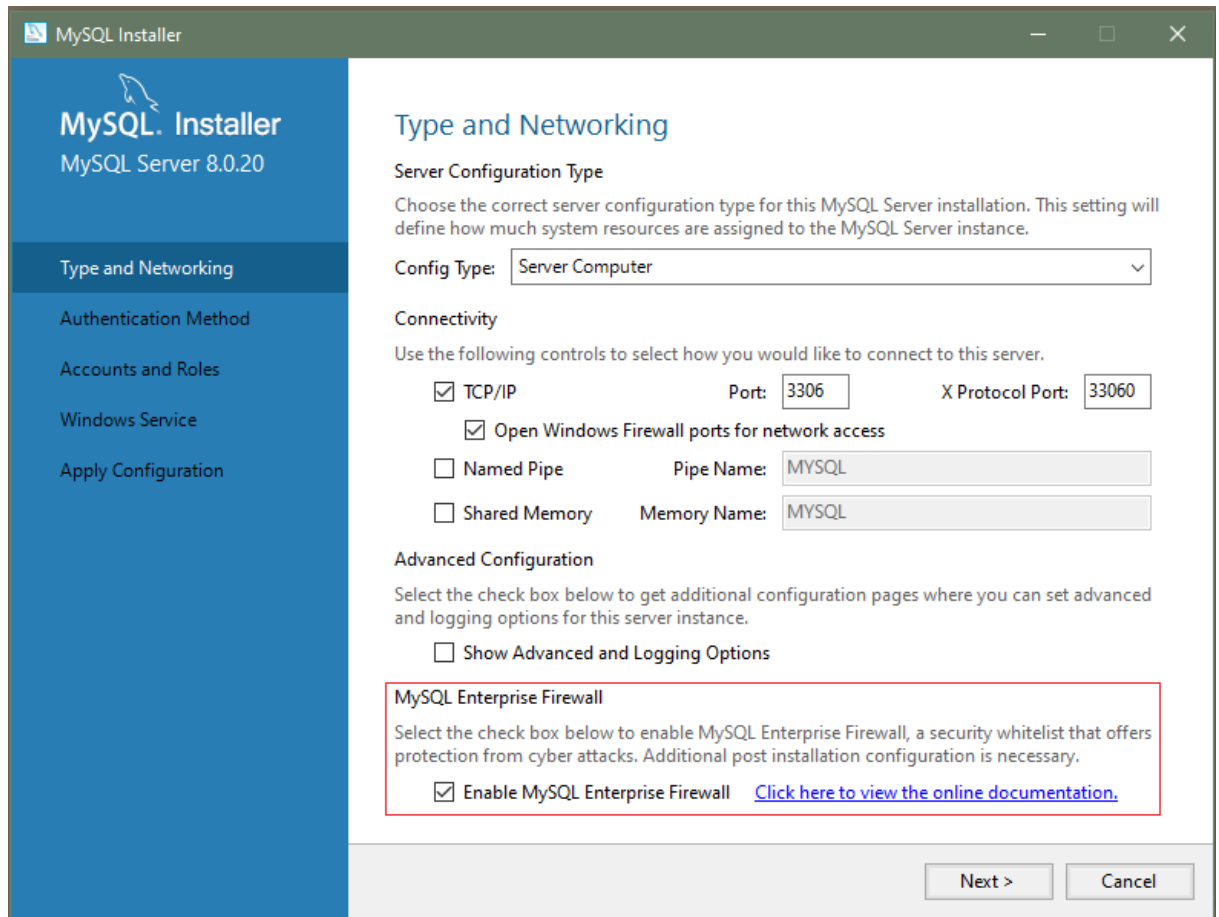 MySQL Installer
MySQL. Installer
MySQL Server 8.0.20
Type and Networking
Authentication Method
Accounts and Roles
Windows Service
Apply Configuration
Type and Networking
Server Configuration Type
Choose the correct server configuration type for this MySQL Server installation. This setting will
define how much system resources are assigned to the MySQL Server instance.
Config Type: Server Computer
Connectivity
Use the following controls to select how you would like to connect to this server.
TCP/IP Port: 3306 X Protocol Port: 33060
Open Windows Firewall ports for network access
Named Pipe Pipe Name: MYSQL
Shared Memory Memory Name: MYSQL
Advanced Configuration
Select the check box below to get additional configuration pages where you can set advanced
and logging options for this server instance.
Show Advanced and Logging Options
MySQL Enterprise Firewall
Select the check box below to enable MySQL Enterprise Firewall, a security whitelist that offers
protection from cyber attacks. Additional post installation configuration is necessary.
Enable MySQL Enterprise Firewall Click here to view the online documentation.
Next > Cancel